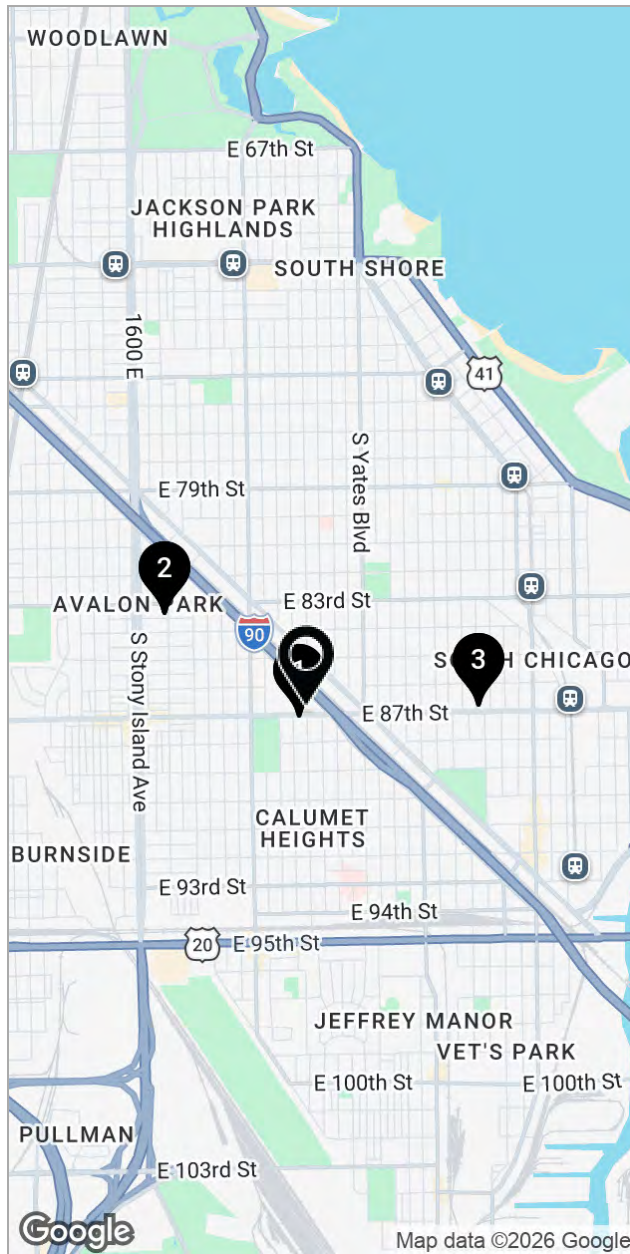 WOODLAWN
E 67th St
JACKSON PARK
HIGHLANDS
SOUTH SHORE
1600 E
41
S Yates Blvd
E 79th St
2
AVALON PARK
E 83rd St
90
3
CHICAGO
E 87th St
S Stony Island Ave
CALUMET
HEIGHTS
BURNSIDE
E 93rd St
E 94th St
20
E 95th St
JEFFREY MANOR
VET'S PARK
E 100th St
E 100th St
PULLMAN
E 103rd St
Google
Map data ©2026 Google